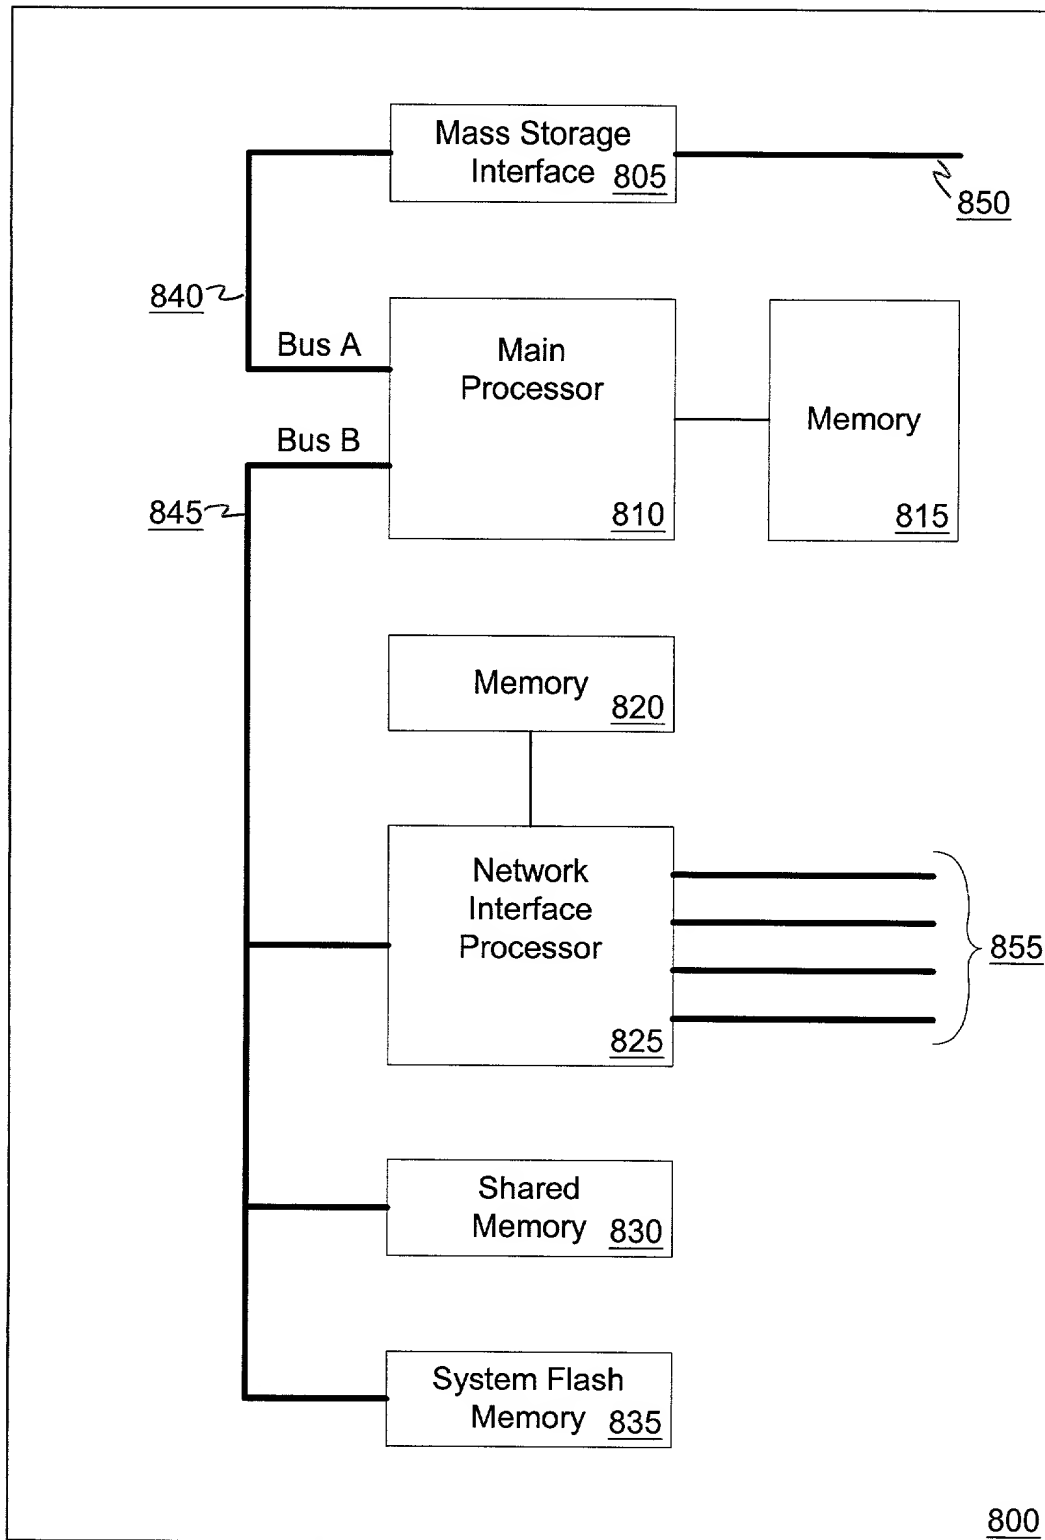 Mass Storage
Interface 805
850
840
Bus A
Main
Processor
810
Memory
815
Bus B
845
Memory
820
Network
Interface
Processor
825
855
Shared
Memory 830
System Flash
Memory 835
800